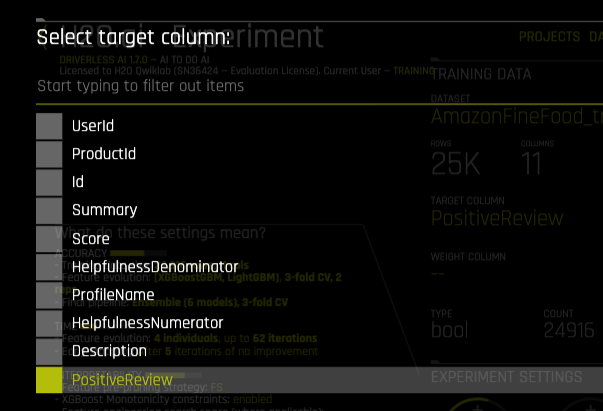 H2O.ai Experiment
Select target column:
PROJECTS DA
DRIVERLESS AI 1.7.0 – AI TO DO AI
Licensed to H2O Qwiklab (SN36424 – Evaluation License). Current User – TRAINING
TRAINING DATA
Start typing to filter out items
DATASET
AmazonFineFood_t
UserId
ProductId
Id
Summary
Score
HelpfulnessDenominator
ProfileName
HelpfulnessNumerator
Description
PositiveReview
ROWS
25K
COLUMNS
11
TARGET COLUMN
PositiveReview
WEIGHT COLUMN
--
TYPE
bool
COUNT
24916
EXPERIMENT SETTINGS
What do these settings mean?
ACCURACY
- Feature evolution: [XGBoostGBM, LightGBM], 3-fold CV, 2
- Final pipeline: Ensemble (6 models), 3-fold CV
- Feature evolution: 4 individuals, up to 62 iterations
5 iterations of no improvement
- Feature pre-pruning strategy: FS
- XGBoost Monotonicity constraints: enabled